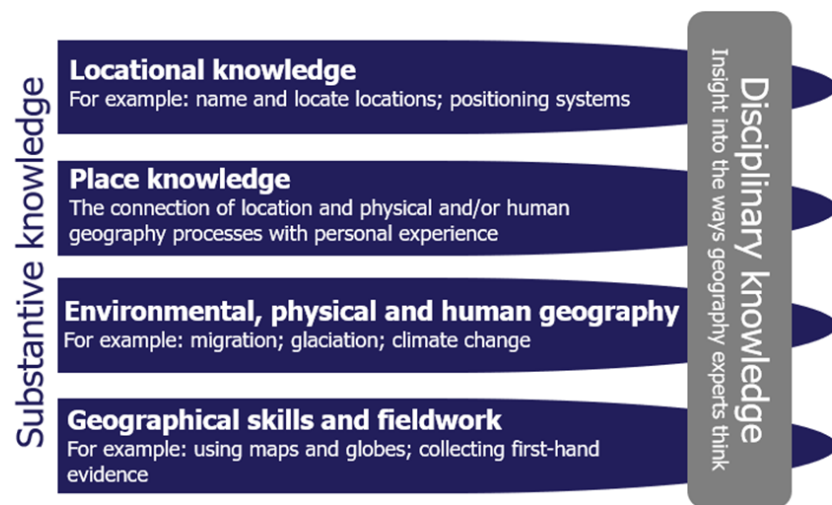 Substantive knowledge
Locational knowledge
For example: name and locate locations; positioning systems
Place knowledge
The connection of location and physical and/or human
geography processes with personal experience
Environmental, physical and human geography
For example: migration; glaciation; climate change
Geographical skills and fieldwork
For example: using maps and globes; collecting first-hand
evidence
Disciplinary knowledge
Insight into the ways geography experts think